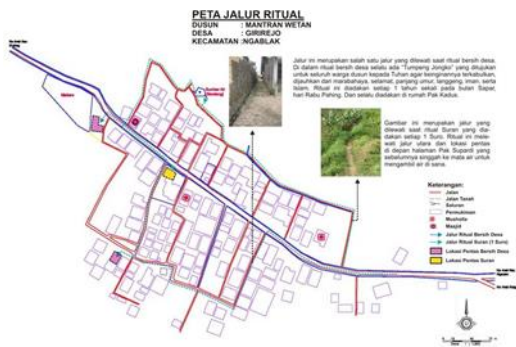 PETA JALUR RITUAL
DUSUN : MANTRAN WETAN
DESA : GIRIREJO
KECAMATAN :NGABLAK
Jalur ini merupakan salah satu jalur yang dilewat saat ritual bersih desa.
Di dalam ritual bersih desa selalu ada "Tumpeng Jongko" yang ditujukan
untuk seluruh warga dusun kepada Tuhan agar keinginannya terkabulkan,
dijauhkan dari marabahaya, selamat, panjang umur, langgeng, iman, serta
Islam. Ritual ini diadakan setiap 1 tahun sekali pada bulan Sapar,
hari Rabu Pahing. Dan selalu diadakan di rumah Pak Kadus.
Gambar ini merupakan jalur yang
dilewati saat ritual Suran yang dia-
dakan setiap 1 Suro. Ritual ini mele-
wati jalur utara dan lokasi pentas
di depan halaman Pak Supardi yang
sebelumnya singgah ke mata air untuk
mengambil air di sana.
Keterangan:
Jalan
Jalan Tanah
Saluran
Permukiman
Musholla
Masjid
Jalur Ritual Bersih Desa
Jalur Ritual Suran (1 Suro)
Lokasi Pentas Bersih Desa
Lokasi Pentas Suran